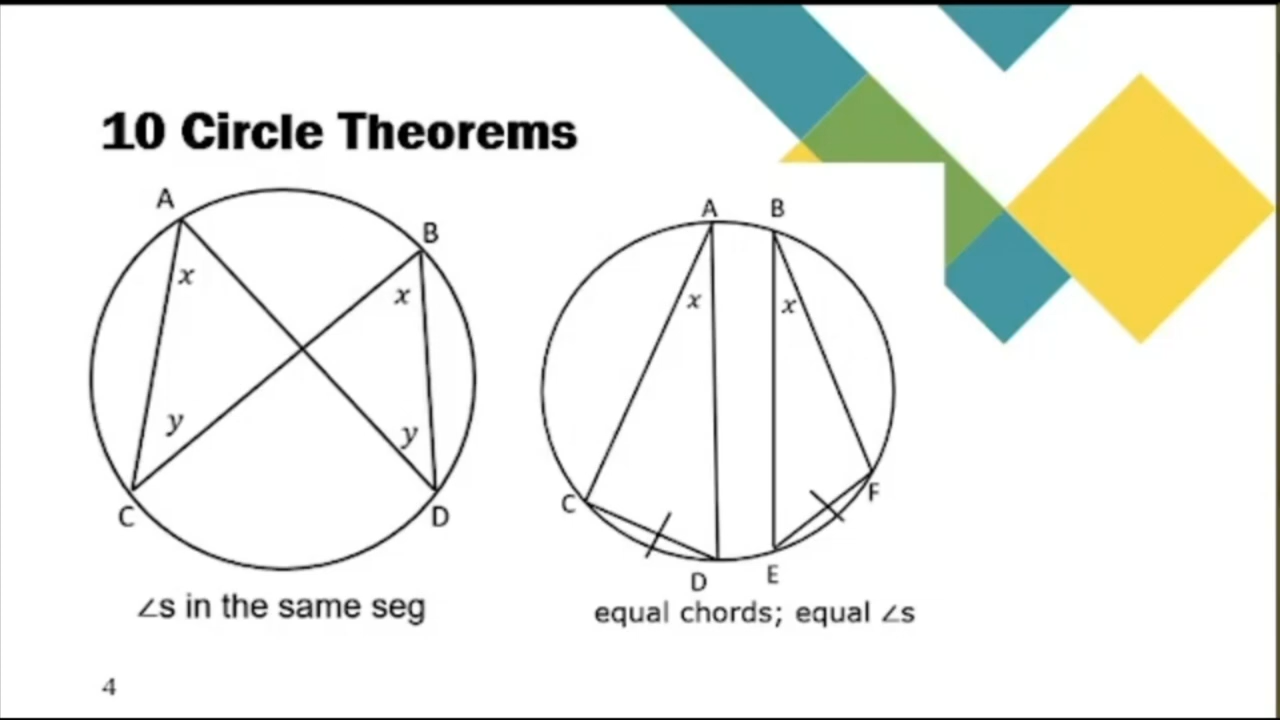 10 Circle Theorems
A
B
x
x
y
y
C
D
∠s in the same seg
A
B
x
x
C
F
D
E
equal chords; equal ∠s
4